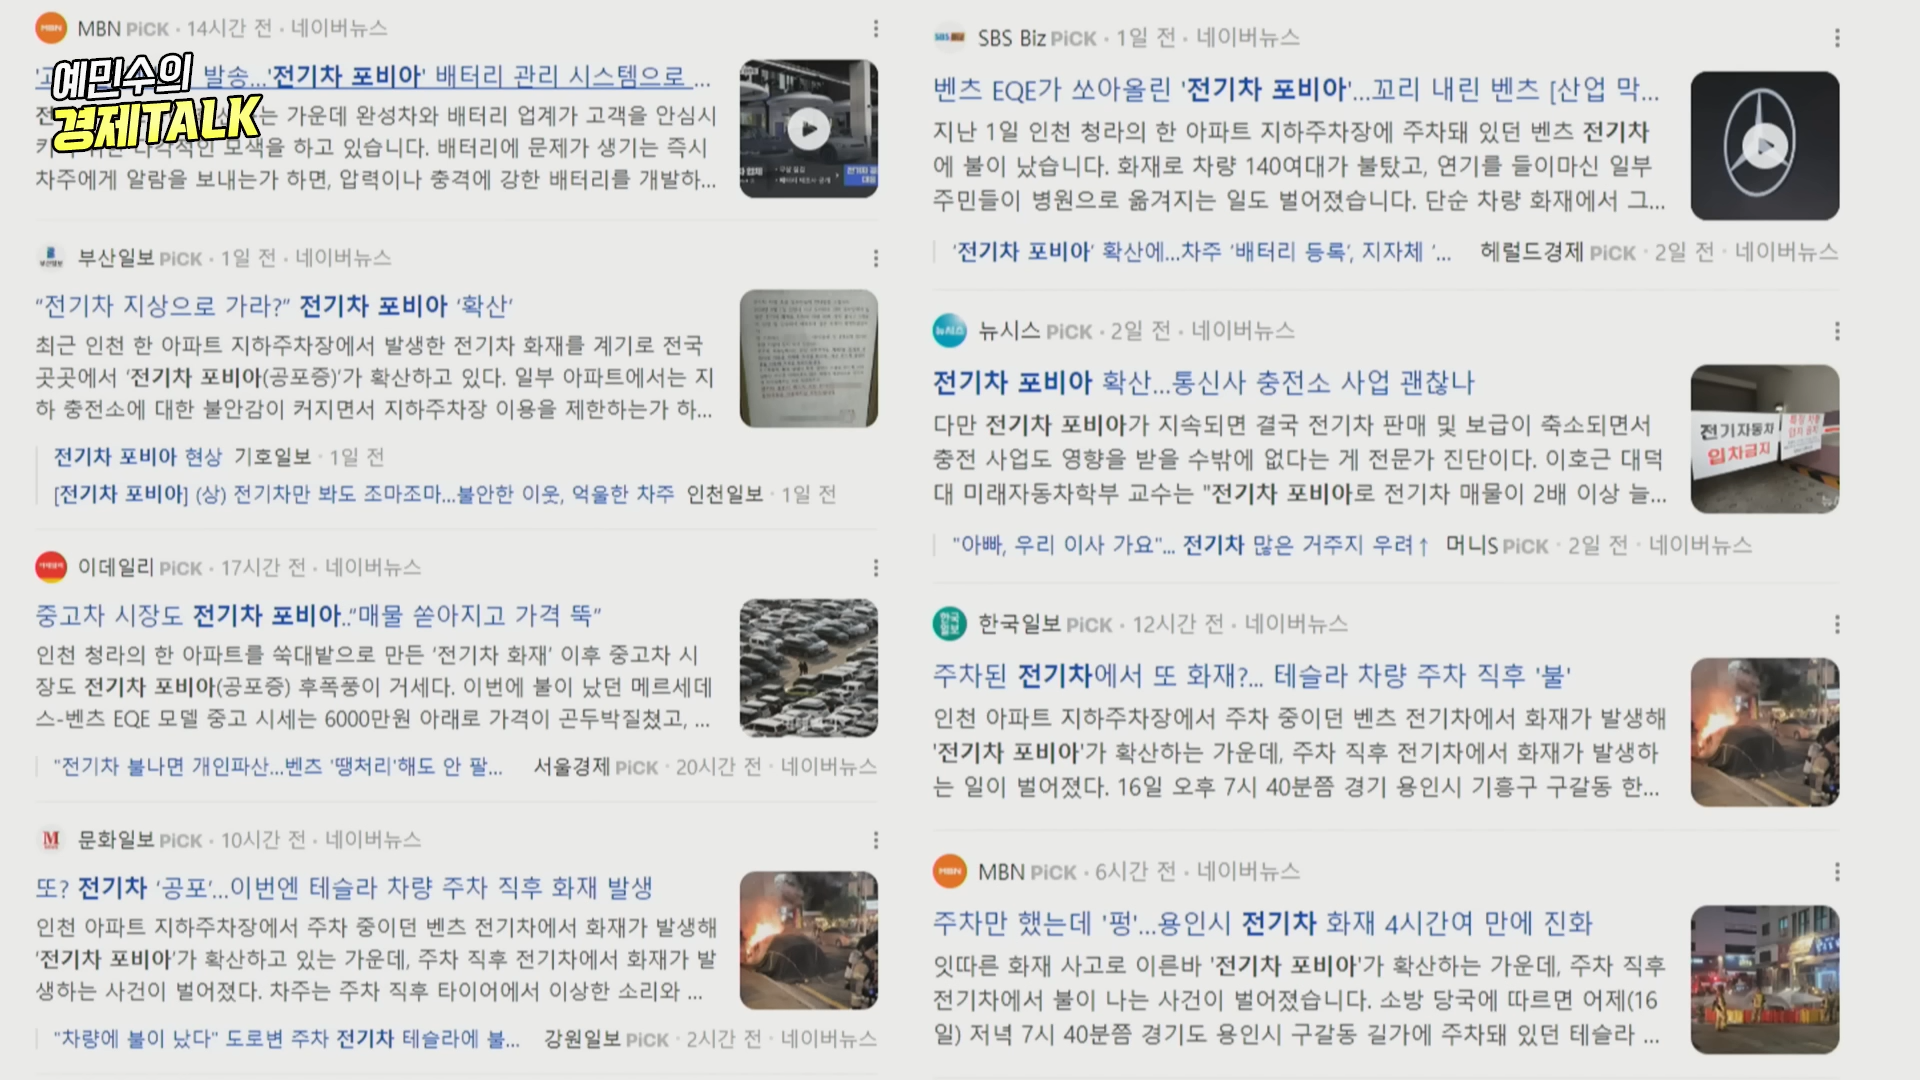 MBN PiCK · 14시간 전 · 네이버뉴스
발송...'전기차 포비아' 배터리 관리 시스템으로 ...
예민수의
경제TALK
는 가운데 완성차와 배터리 업계가 고객을 안심시
모색을 하고 있습니다. 배터리에 문제가 생기는 즉시
차주에게 알람을 보내는가 하면, 압력이나 충격에 강한 배터리를 개발하...
부산일보 PiCK · 1일 전 · 네이버뉴스
“전기차 지상으로 가라?” 전기차 포비아 ‘확산’
최근 인천 한 아파트 지하주차장에서 발생한 전기차 화재를 계기로 전국
곳곳에서 ‘전기차 포비아(공포증)’가 확산하고 있다. 일부 아파트에서는 지
하 충전소에 대한 불안감이 커지면서 지하주차장 이용을 제한하는가 하...
전기차 포비아 현상 기호일보 · 1일 전
[전기차 포비아] (상) 전기차만 봐도 조마조마...불안한 이웃, 억울한 차주 인천일보 · 1일 전
이데일리 PiCK · 17시간 전 · 네이버뉴스
중고차 시장도 전기차 포비아..“매물 쏟아지고 가격 뚝”
인천 청라의 한 아파트를 쑥대밭으로 만든 ‘전기차 화재’ 이후 중고차 시
장도 전기차 포비아(공포증) 후폭풍이 거세다. 이번에 불이 났던 메르세데
스-벤츠 EQE 모델 중고 시세는 6000만원 아래로 가격이 곤두박질쳤고, ...
"전기차 불나면 개인파산...벤츠 '땡처리'해도 안 팔... 서울경제 PiCK · 20시간 전 · 네이버뉴스
문화일보 PiCK · 10시간 전 · 네이버뉴스
또? 전기차 ‘공포’...이번엔 테슬라 차량 주차 직후 화재 발생
인천 아파트 지하주차장에서 주차 중이던 벤츠 전기차에서 화재가 발생해
‘전기차 포비아’가 확산하고 있는 가운데, 주차 직후 전기차에서 화재가 발
생하는 사건이 벌어졌다. 차주는 주차 직후 타이어에서 이상한 소리와 ...
"차량에 불이 났다" 도로변 주차 전기차 테슬라에 불... 강원일보 PiCK · 2시간 전 · 네이버뉴스
SBS Biz PiCK · 1일 전 · 네이버뉴스
벤츠 EQE가 쏘아올린 '전기차 포비아'...꼬리 내린 벤츠 [산업 막...
지난 1일 인천 청라의 한 아파트 지하주차장에 주차돼 있던 벤츠 전기차
에 불이 났습니다. 화재로 차량 140여대가 불탔고, 연기를 들이마신 일부
주민들이 병원으로 옮겨지는 일도 벌어졌습니다. 단순 차량 화재에서 그...
'전기차 포비아' 확산에...차주 '배터리 등록', 지자체 '... 헤럴드경제 PiCK · 2일 전 · 네이버뉴스
뉴시스 PiCK · 2일 전 · 네이버뉴스
전기차 포비아 확산...통신사 충전소 사업 괜찮나
다만 전기차 포비아가 지속되면 결국 전기차 판매 및 보급이 축소되면서
충전 사업도 영향을 받을 수밖에 없다는 게 전문가 진단이다. 이호근 대덕
대 미래자동차학부 교수는 "전기차 포비아로 전기차 매물이 2배 이상 늘...
전기자동차
입차금지
"아빠, 우리 이사 가요"... 전기차 많은 거주지 우려↑ 머니S PiCK · 2일 전 · 네이버뉴스
한국일보 PiCK · 12시간 전 · 네이버뉴스
주차된 전기차에서 또 화재?... 테슬라 차량 주차 직후 '불'
인천 아파트 지하주차장에서 주차 중이던 벤츠 전기차에서 화재가 발생해
'전기차 포비아'가 확산하는 가운데, 주차 직후 전기차에서 화재가 발생하
는 일이 벌어졌다. 16일 오후 7시 40분쯤 경기 용인시 기흥구 구갈동 한...
MBN PiCK · 6시간 전 · 네이버뉴스
주차만 했는데 '펑'...용인시 전기차 화재 4시간여 만에 진화
잇따른 화재 사고로 이른바 '전기차 포비아'가 확산하는 가운데, 주차 직후
전기차에서 불이 나는 사건이 벌어졌습니다. 소방 당국에 따르면 어제(16
일) 저녁 7시 40분쯤 경기도 용인시 구갈동 길가에 주차돼 있던 테슬라 ...